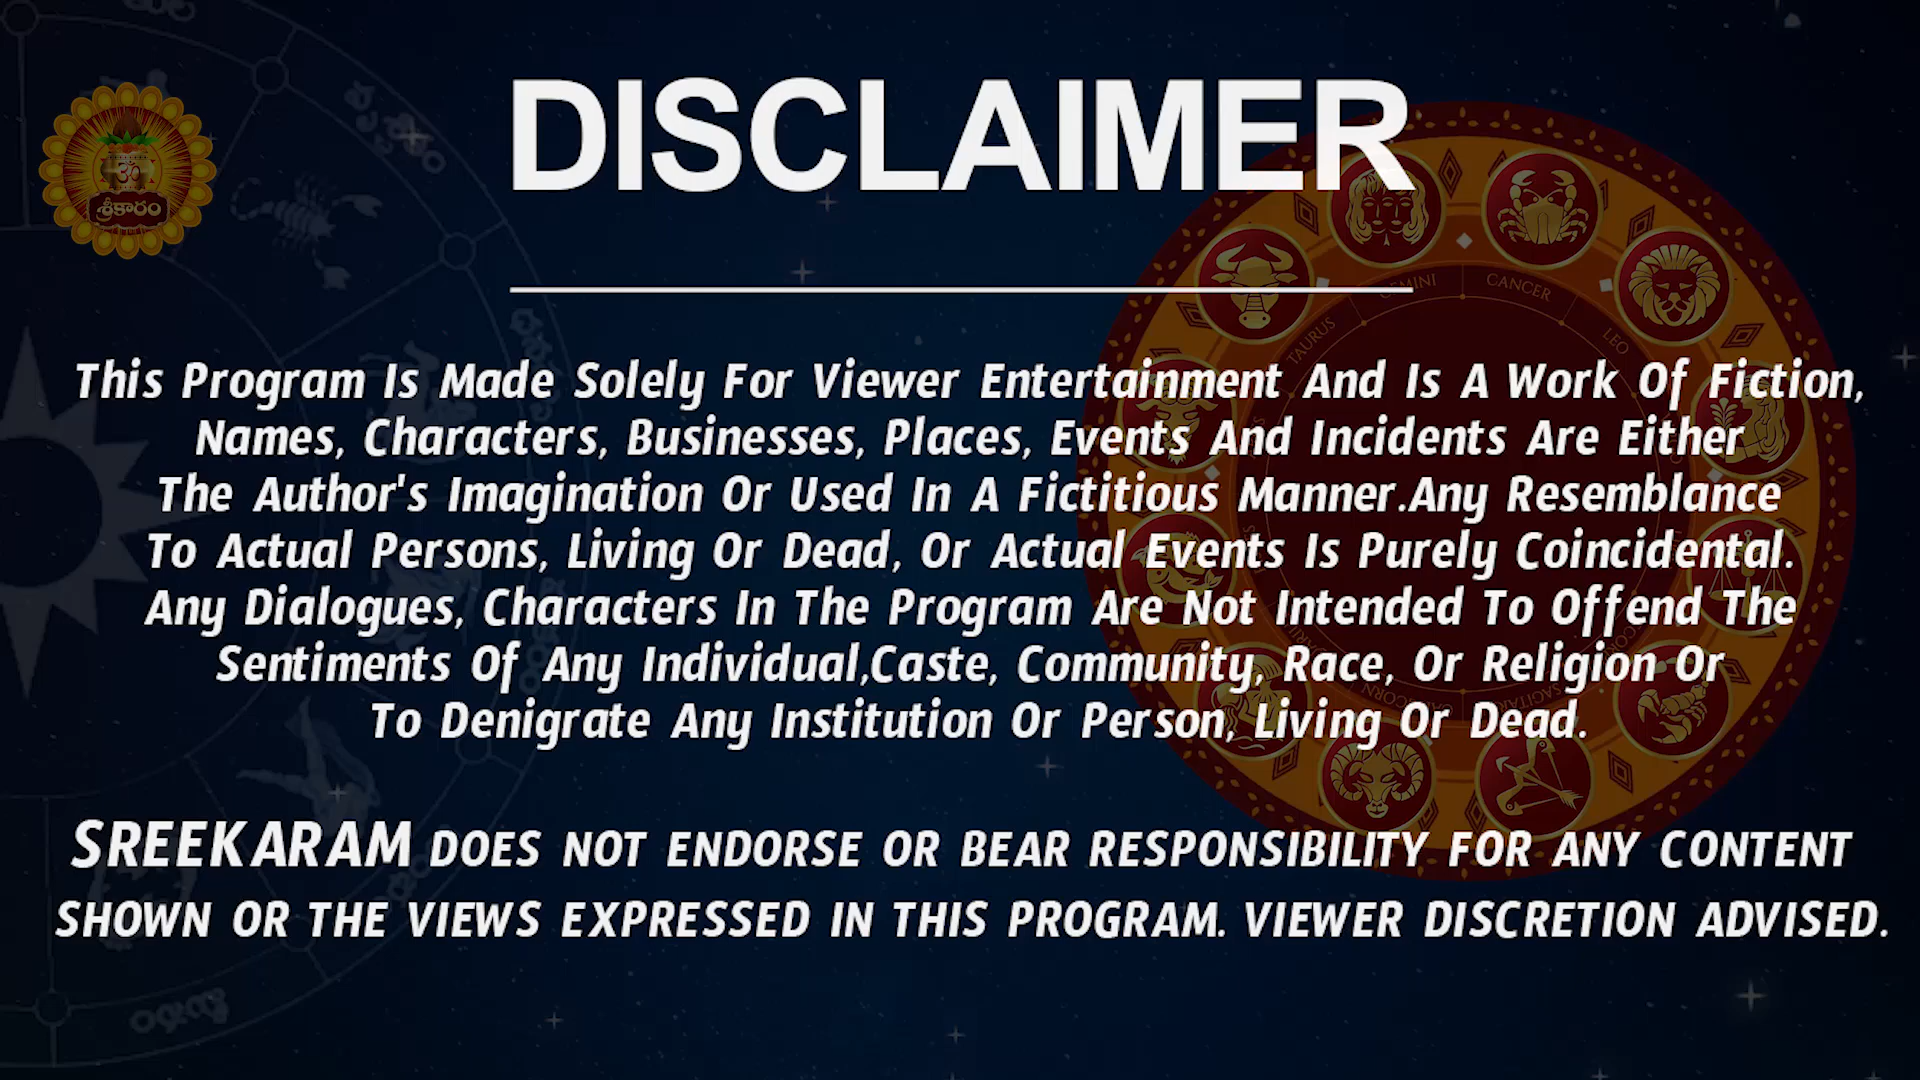 DISCLAIMER
ఓం
శ్రీకారం
GEMINI
CANCER
TAURUS
LEO
This Program Is Made Solely For Viewer Entertainment And Is A Work Of Fiction,
Names, Characters, Businesses, Places, Events And Incidents Are Either
The Author's Imagination Or Used In A Fictitious Manner.Any Resemblance
To Actual Persons, Living Or Dead, Or Actual Events Is Purely Coincidental.
Any Dialogues, Characters In The Program Are Not Intended To Offend The
Sentiments Of Any Individual,Caste, Community, Race, Or Religion Or
To Denigrate Any Institution Or Person, Living Or Dead.
SREEKARAM DOES NOT ENDORSE OR BEAR RESPONSIBILITY FOR ANY CONTENT
SHOWN OR THE VIEWS EXPRESSED IN THIS PROGRAM. VIEWER DISCRETION ADVISED.